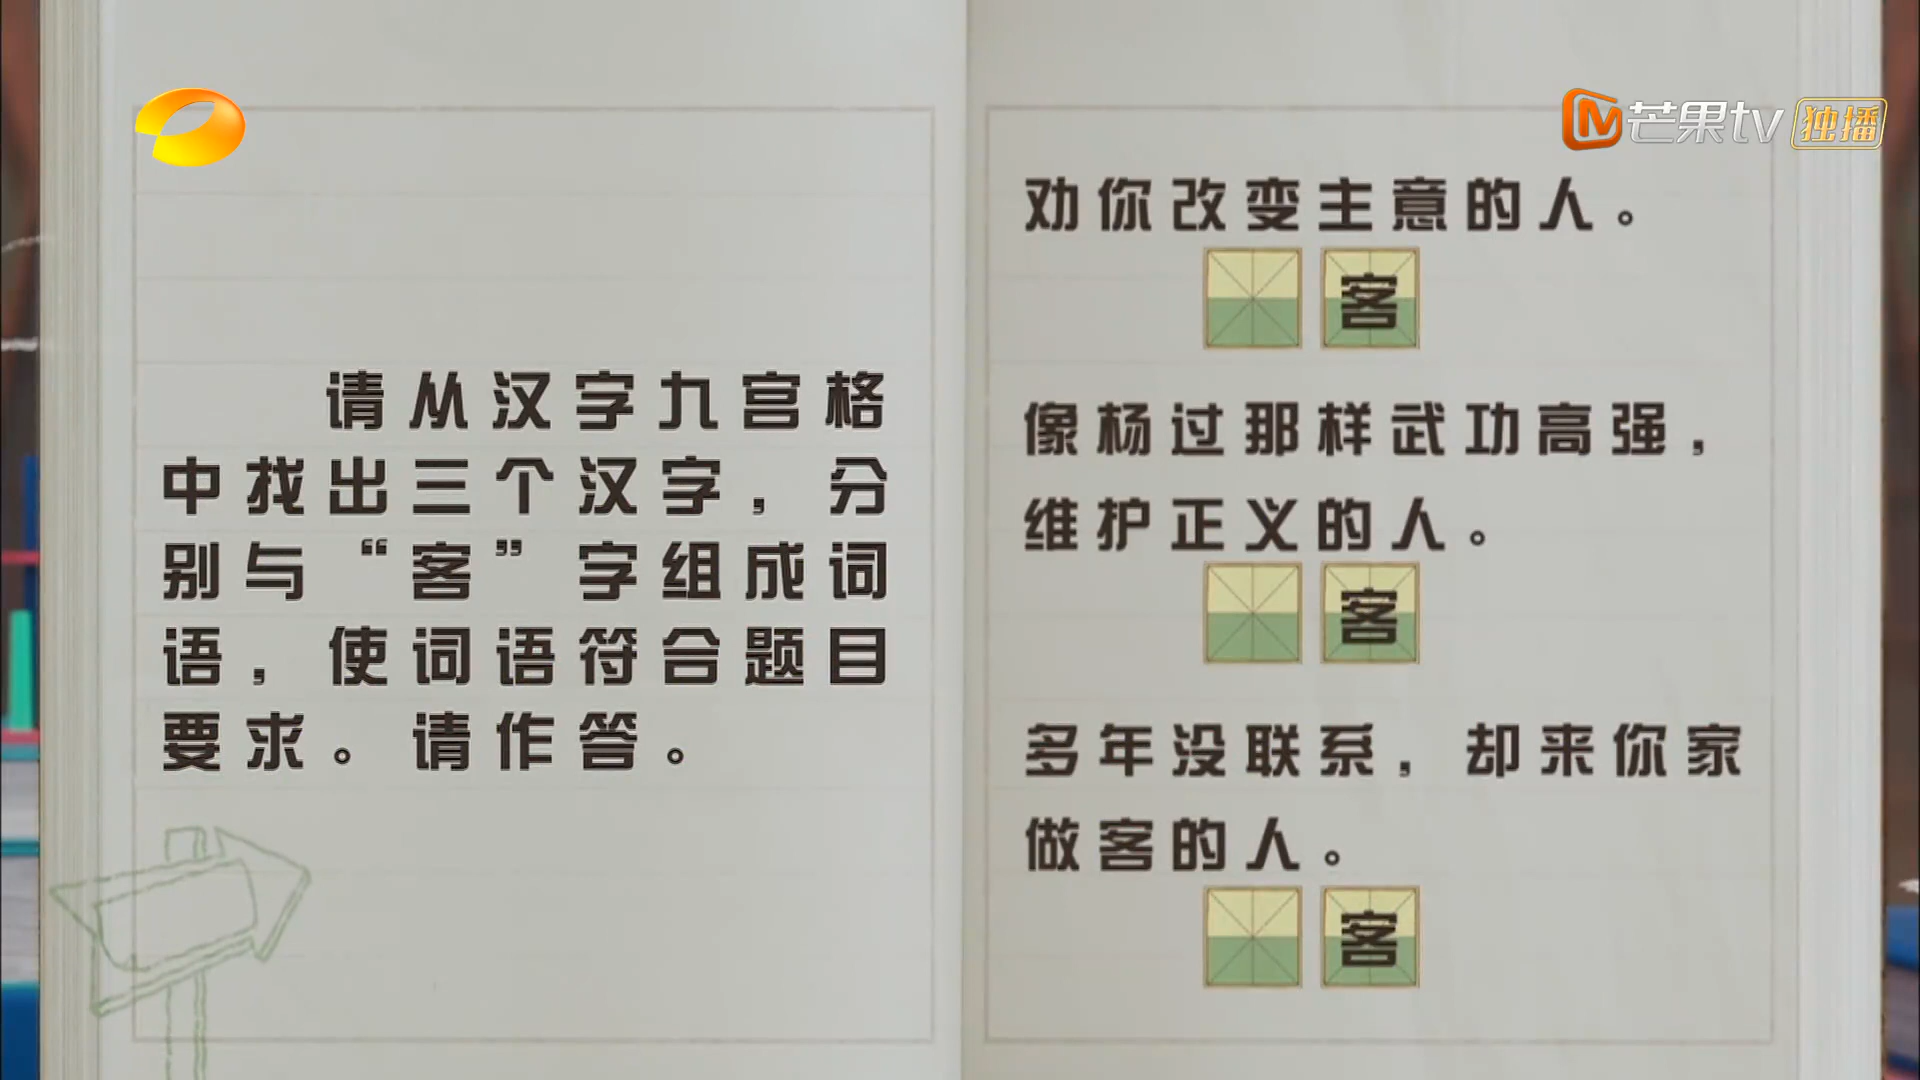 芒果tv 独播
请从汉字九宫格
中找出三个汉字，分
别与“客”字组成词
语，使词语符合题目
要求。请作答。
劝你改变主意的人。
客
像杨过那样武功高强，
维护正义的人。
客
多年没联系，却来你家
做客的人。
客